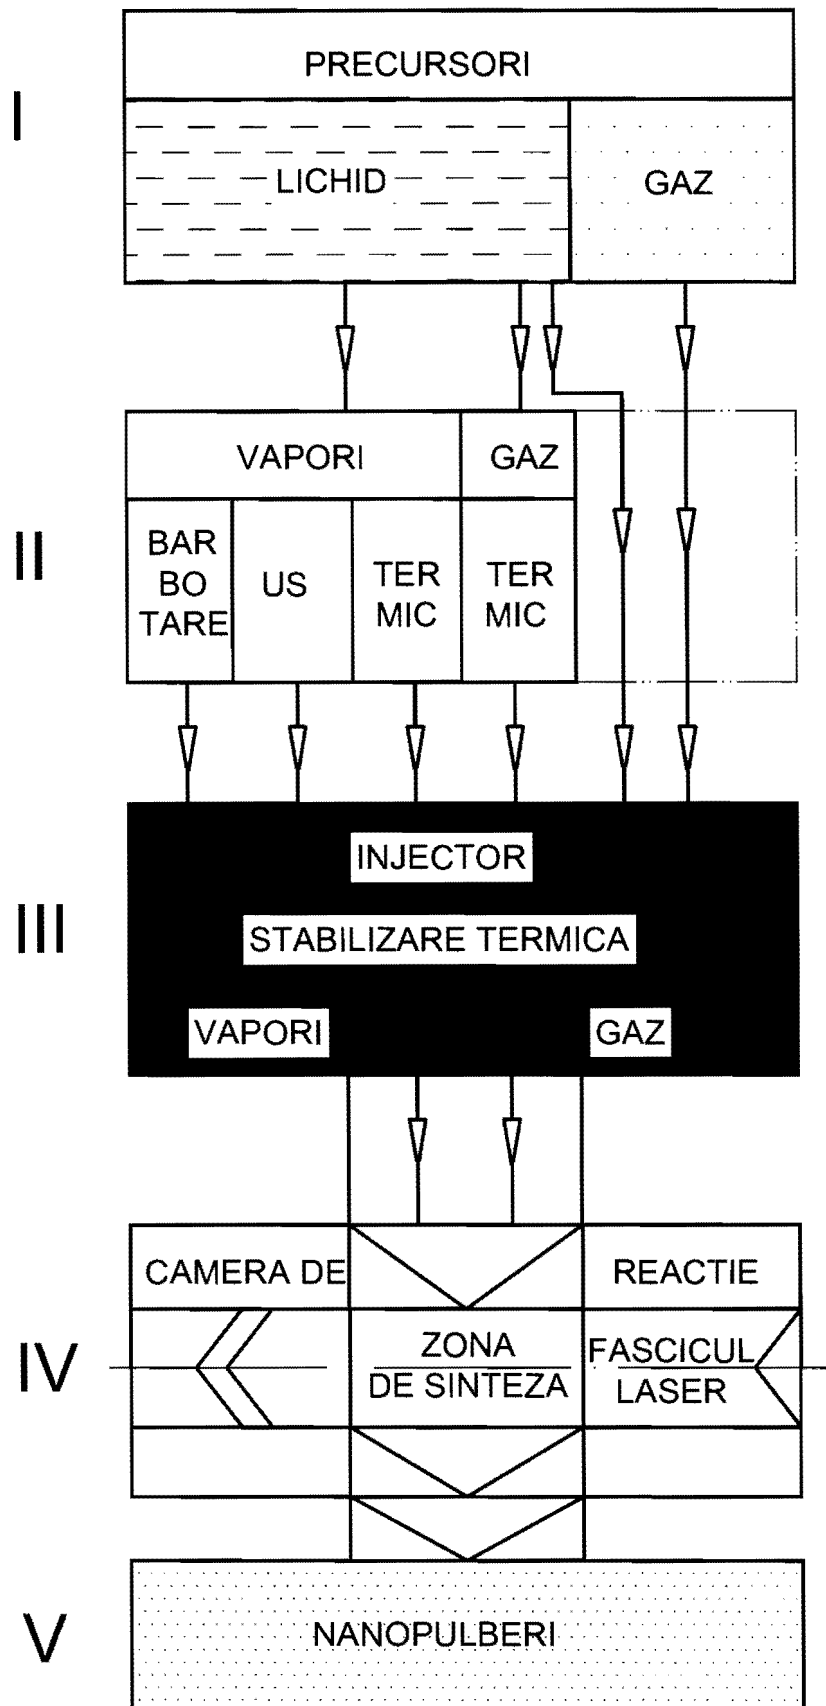 I
PRECURSORI
LICHID
GAZ
II
VAPORI
GAZ
BAR
BO
TARE
US
TER
MIC
TER
MIC
III
INJECTOR
STABILIZARE TERMICA
VAPORI
GAZ
IV
CAMERA DE
REACTIE
ZONA
DE SINTEZA
FASCICUL
LASER
V
NANOPULBERI